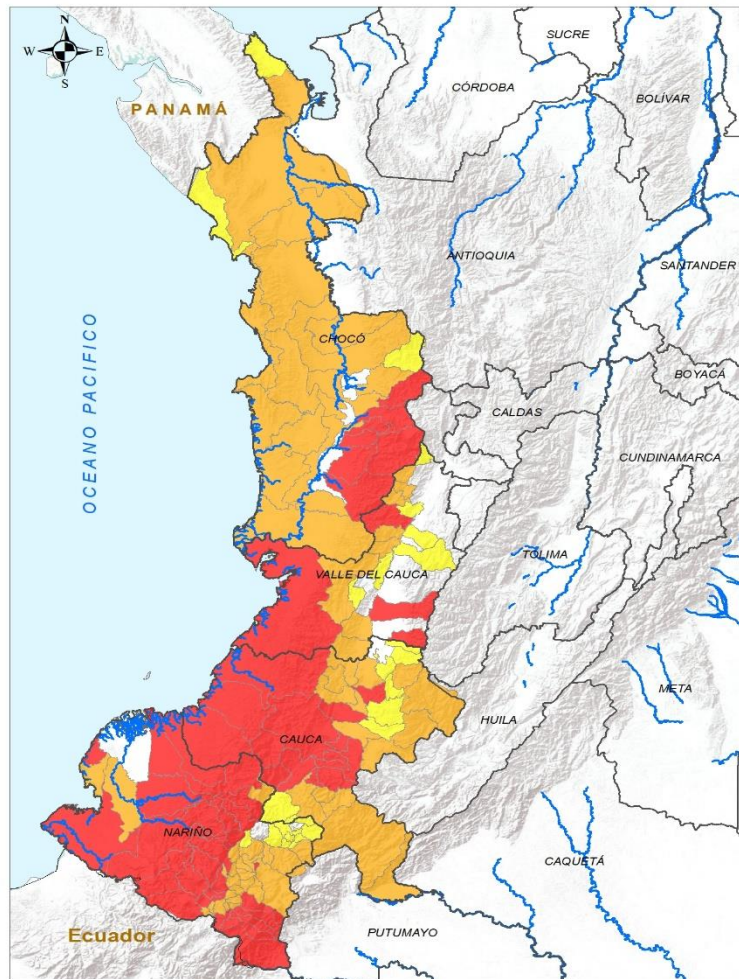 SUCRE
N
W E
S
CÓRDOBA
BOLÍVAR
PANAMÁ
ANTIOQUIA
SANTANDER
OCEANO PACIFICO
CHOCÓ
BOYACÁ
CALDAS
CUNDINAMARCA
TOLIMA
VALLE DEL CAUCA
META
HUILA
CAUCA
NARIÑO
CAQUETÁ
Ecuador
PUTUMAYO